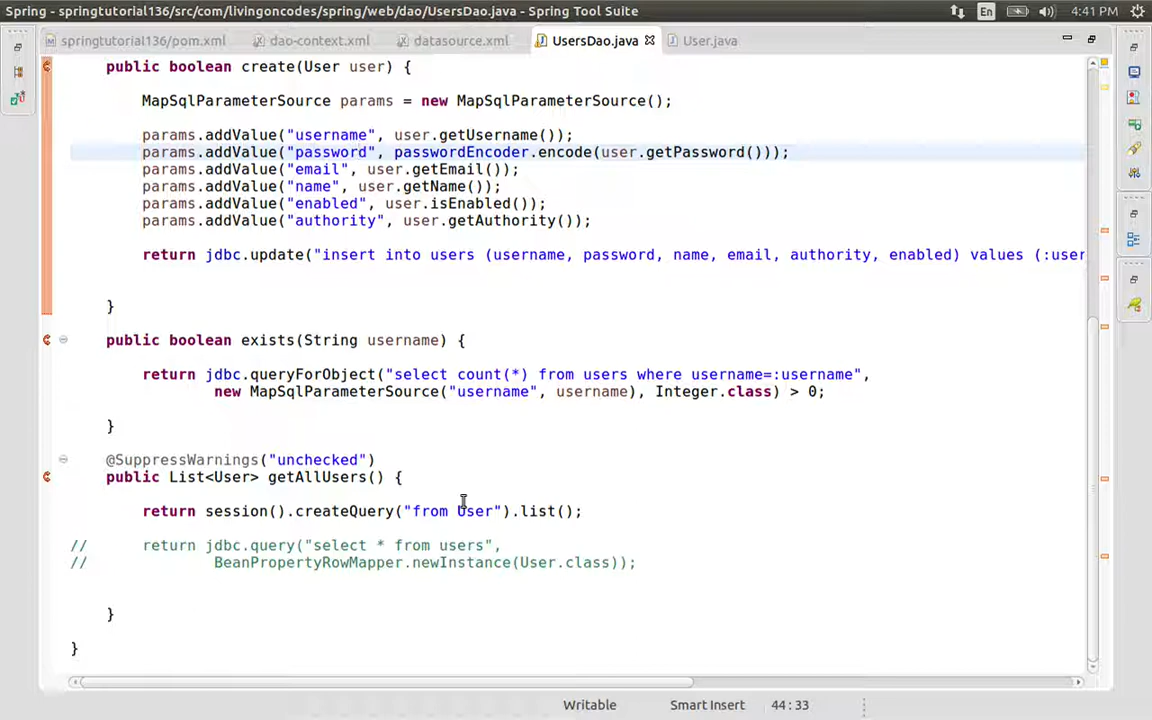 Spring - springtutorial136/src/com/livingoncodes/spring/web/dao/UsersDao.java - Spring Tool Suite
En
4:41 PM
springtutorial136/pom.xml
dao-context.xml
datasource.xml
UsersDao.java
User.java
public boolean create(User user) {
MapSqlParameterSource params = new MapSqlParameterSource();
params.addValue("username", user.getUsername());
params.addValue("password", passwordEncoder.encode(user.getPassword()));
params.addValue("email", user.getEmail());
params.addValue("name", user.getName());
params.addValue("enabled", user.isEnabled());
params.addValue("authority", user.getAuthority());
return jdbc.update("insert into users (username, password, name, email, authority, enabled) values (:user
}
public boolean exists(String username) {
return jdbc.queryForObject("select count(*) from users where username=:username",
new MapSqlParameterSource("username", username), Integer.class) > 0;
}
@SuppressWarnings("unchecked")
public List<User> getAllUsers() {
return session().createQuery("from User").list();
// return jdbc.query("select * from users",
// BeanPropertyRowMapper.newInstance(User.class));
}
}
Writable
Smart Insert
44 : 33